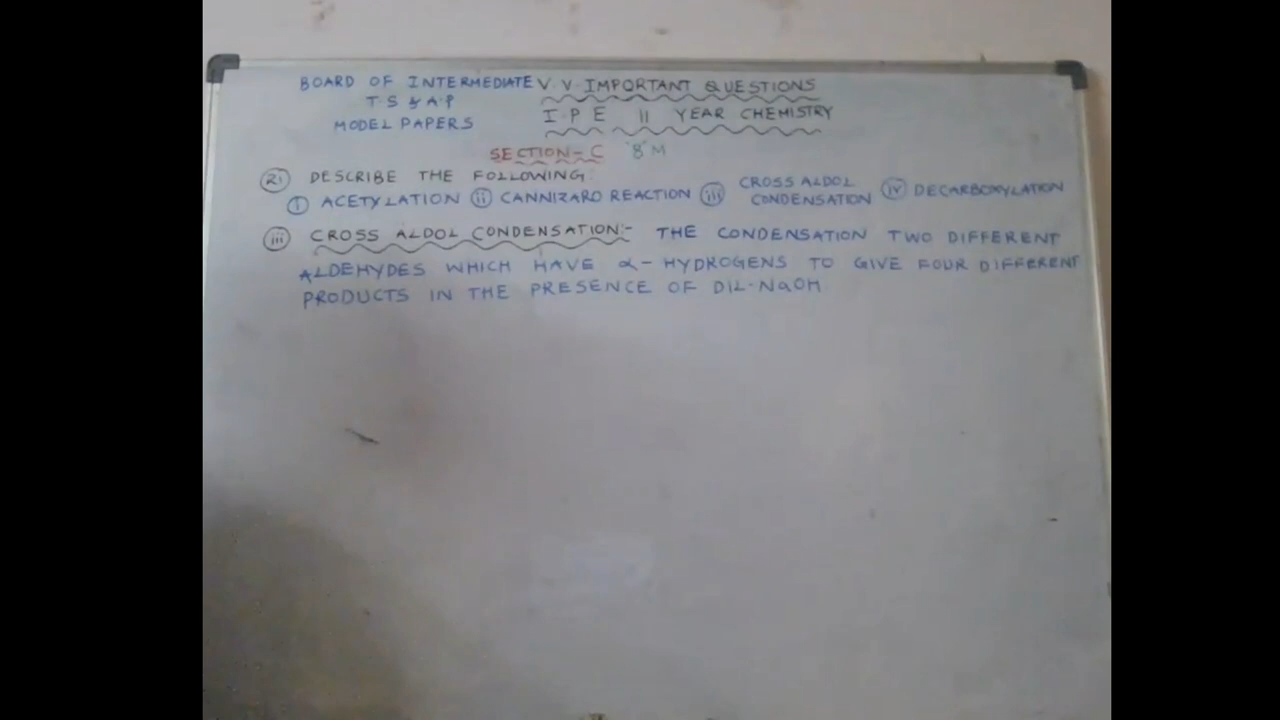 BOARD OF INTERMEDIATE V.V.IMPORTANT QUESTIONS
T.S & A.P I.P.E II YEAR CHEMISTRY
MODEL PAPERS
SECTION-C '8'M
21 DESCRIBE THE FOLLOWING:
i ACETYLATION ii CANNIZARO REACTION iii CROSS ALDOL CONDENSATION iv DECARBOXYLATION
iii CROSS ALDOL CONDENSATION:- THE CONDENSATION TWO DIFFERENT
ALDEHYDES WHICH HAVE α-HYDROGENS TO GIVE FOUR DIFFERENT
PRODUCTS IN THE PRESENCE OF DIL.NaOH